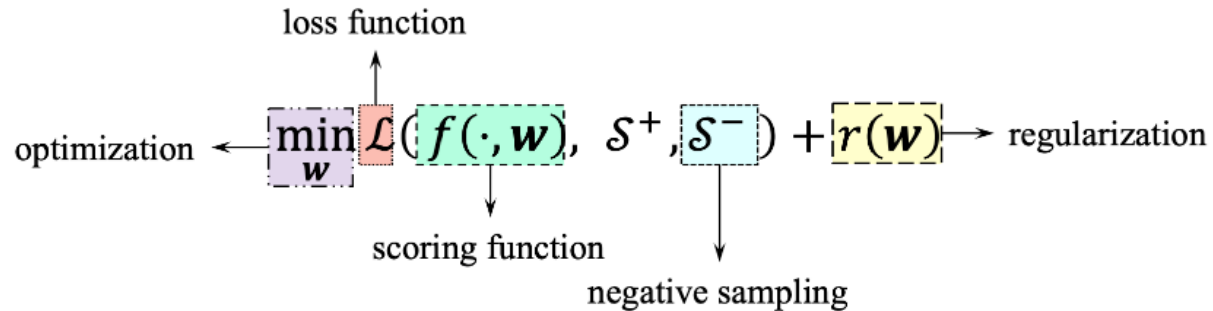 loss function
optimization
min_w ℒ(f(·, w), 𝒮⁺, 𝒮⁻) + r(w)
regularization
scoring function
negative sampling